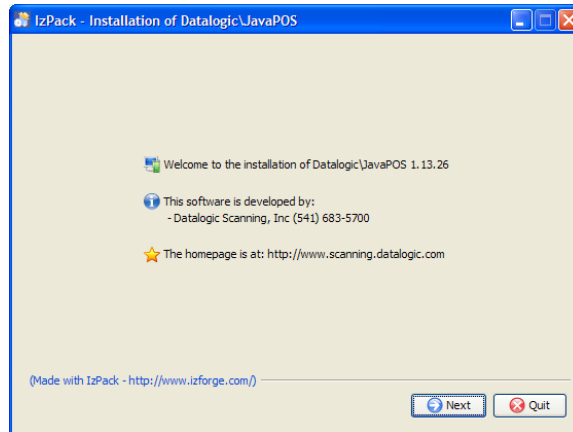 IzPack - Installation of Datalogic\JavaPOS
Welcome to the installation of Datalogic\JavaPOS 1.13.26
This software is developed by:
- Datalogic Scanning, Inc (541) 683-5700
The homepage is at: http://www.scanning.datalogic.com
(Made with IzPack - http://www.izforge.com/)
Next Quit